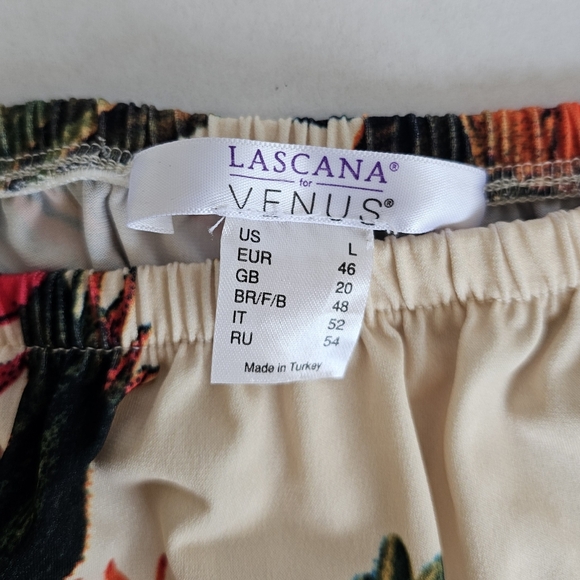 LASCANA®
for
VENUS®
US L
EUR 46
GB 20
BR/F/B 48
IT 52
RU 54
Made in Turkey